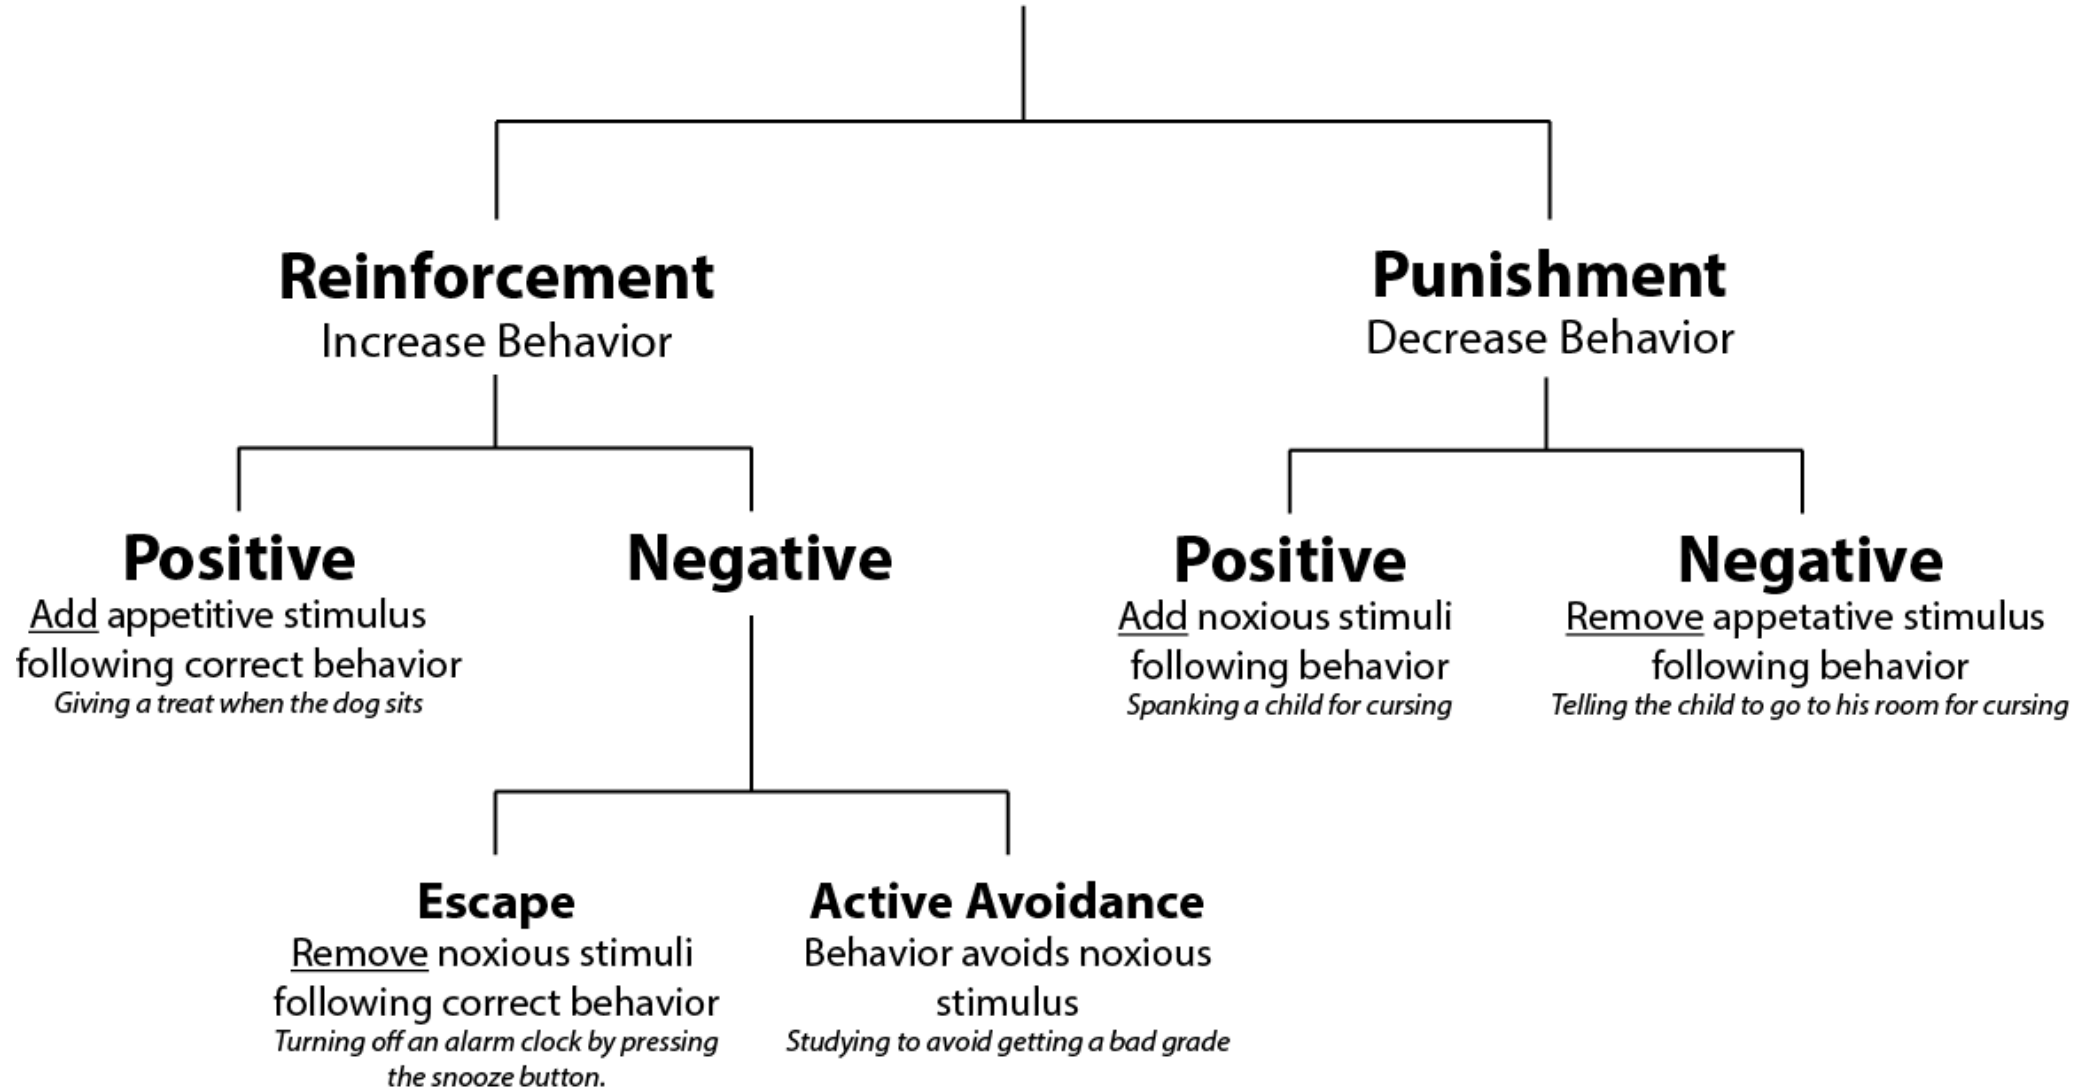 Reinforcement
Increase Behavior
Punishment
Decrease Behavior
Positive
Add appetitive stimulus
following correct behavior
Giving a treat when the dog sits
Negative
Positive
Add noxious stimuli
following behavior
Spanking a child for cursing
Negative
Remove appetative stimulus
following behavior
Telling the child to go to his room for cursing
Escape
Remove noxious stimuli
following correct behavior
Turning off an alarm clock by pressing
the snooze button.
Active Avoidance
Behavior avoids noxious
stimulus
Studying to avoid getting a bad grade